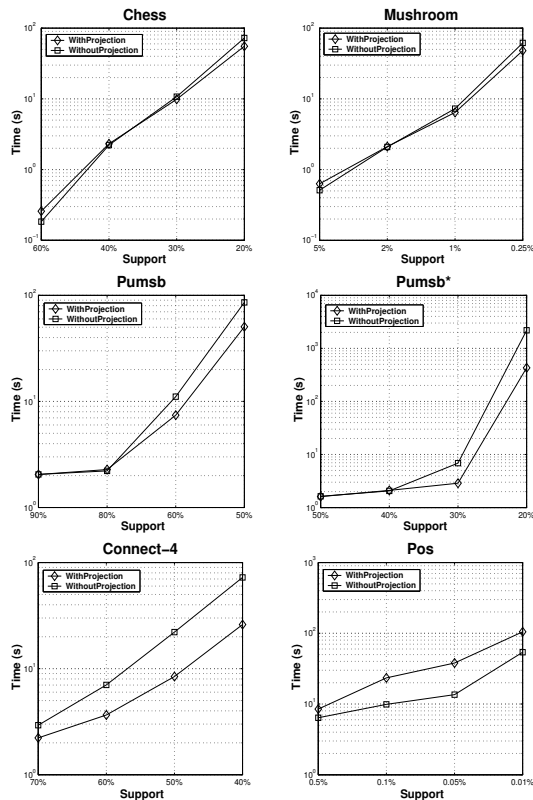 Chess
10^2
10^1
10^0
10^-1
Time (s)
WithProjection
WithoutProjection
60% 40% 30% 20%
Support
Mushroom
10^2
10^1
10^0
10^-1
Time (s)
WithProjection
WithoutProjection
5% 2% 1% 0.25%
Support
Pumsb
10^2
10^1
10^0
Time (s)
WithProjection
WithoutProjection
90% 80% 60% 50%
Support
Pumsb*
10^4
10^3
10^2
10^1
10^0
Time (s)
WithProjection
WithoutProjection
50% 40% 30% 20%
Support
Connect−4
10^2
10^1
10^0
Time (s)
WithProjection
WithoutProjection
70% 60% 50% 40%
Support
Pos
10^3
10^2
10^1
10^0
Time (s)
WithProjection
WithoutProjection
0.5% 0.1% 0.05% 0.01%
Support